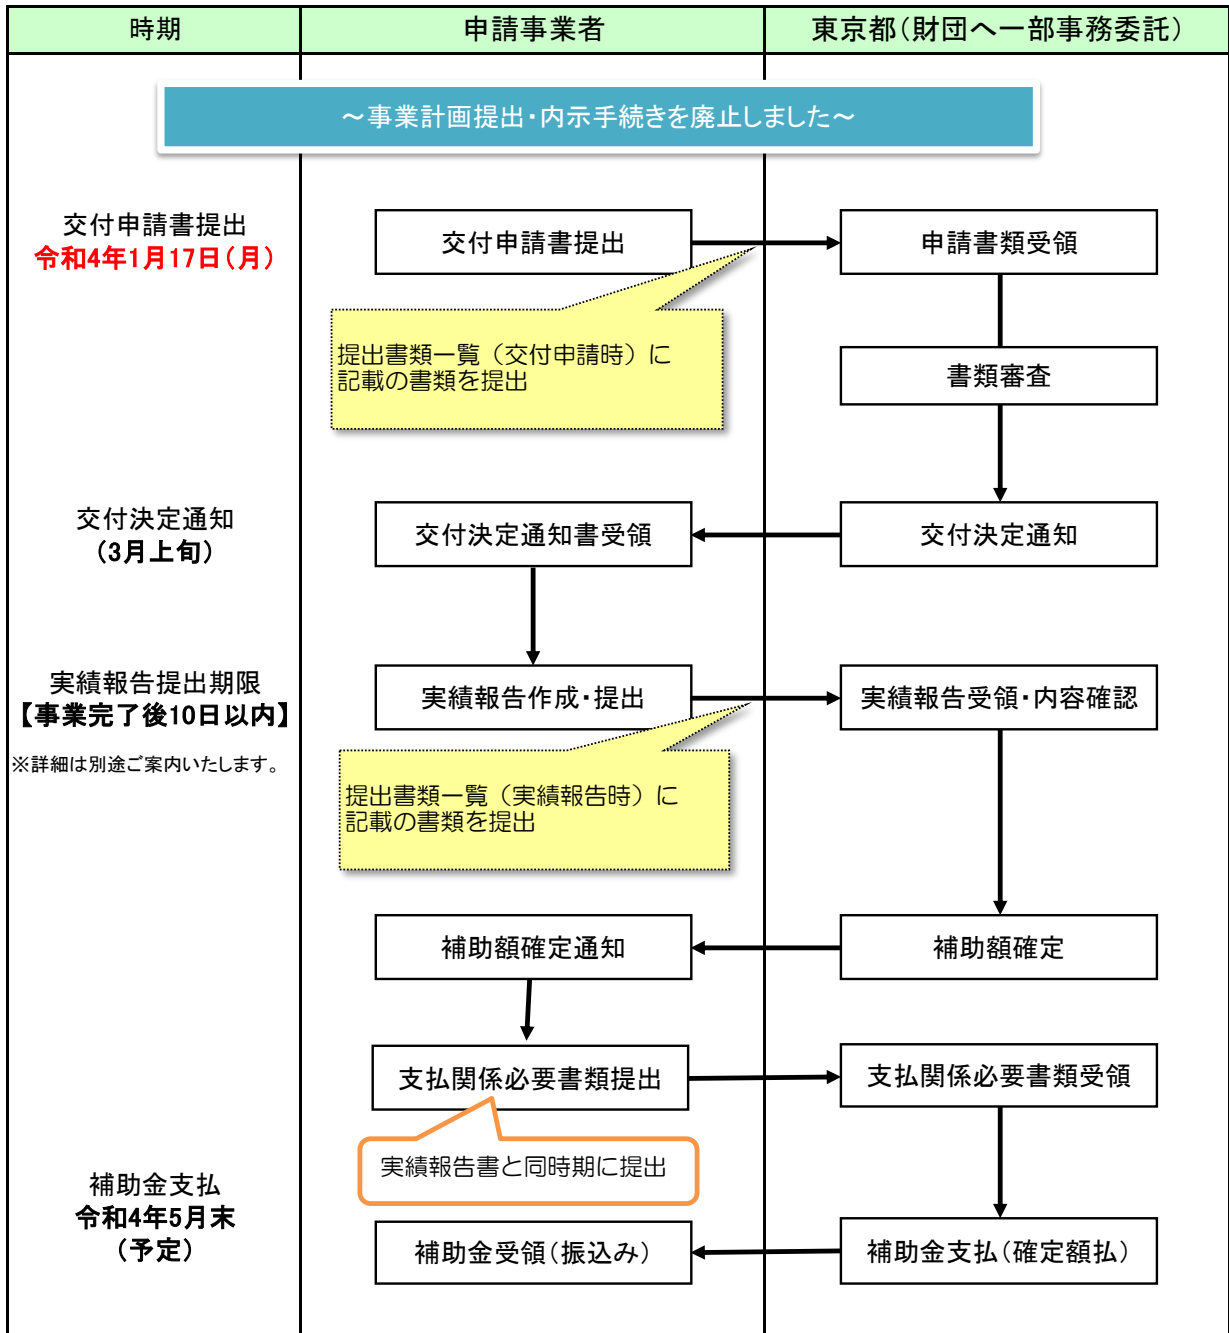 時期
申請事業者
東京都（財団へ一部事務委託）
～事業計画提出・内示手続きを廃止しました～
交付申請書提出
令和4年1月17日（月）
交付申請書提出
申請書類受領
提出書類一覧（交付申請時）に
記載の書類を提出
書類審査
交付決定通知
（3月上旬）
交付決定通知書受領
交付決定通知
実績報告提出期限
【事業完了後10日以内】
※詳細は別途ご案内いたします。
実績報告作成・提出
実績報告受領・内容確認
提出書類一覧（実績報告時）に
記載の書類を提出
補助額確定通知
補助額確定
支払関係必要書類提出
支払関係必要書類受領
実績報告書と同時期に提出
補助金支払
令和4年5月末
（予定）
補助金受領（振込み）
補助金支払（確定額払）